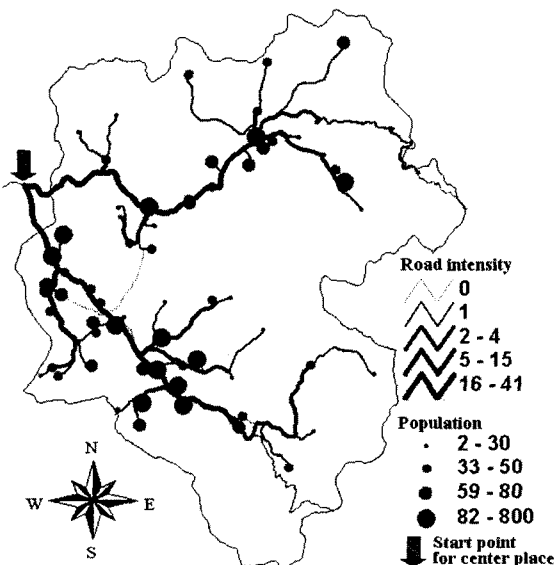 Road intensity
0
1
2 - 4
5 - 15
16 - 41
Population
2 - 30
33 - 50
59 - 80
82 - 800
Start point
for center place
N
W E
S